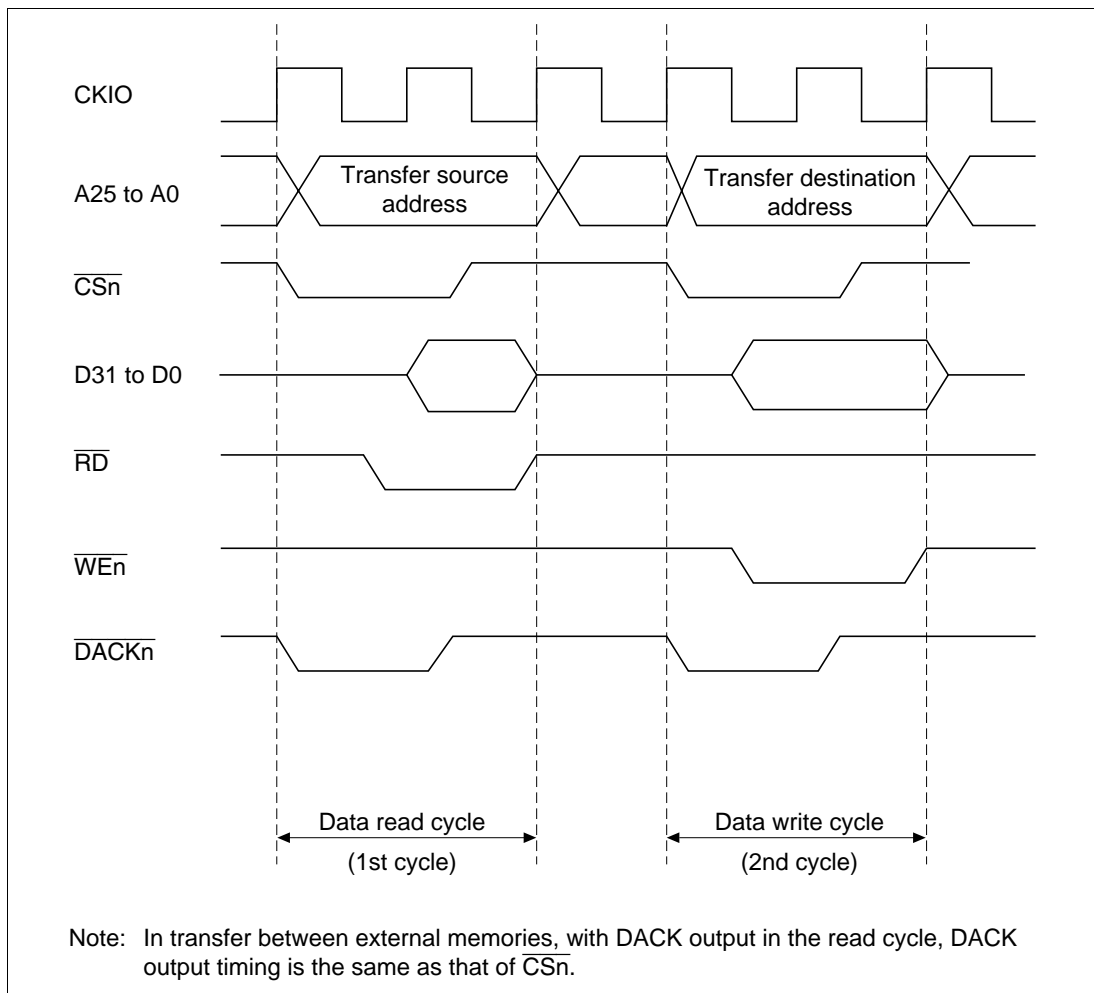 CKIO
A25 to A0
Transfer source
address
Transfer destination
address
CSn
D31 to D0
RD
WEn
DACKn
Data read cycle
(1st cycle)
Data write cycle
(2nd cycle)
Note: In transfer between external memories, with DACK output in the read cycle, DACK
output timing is the same as that of CSn.